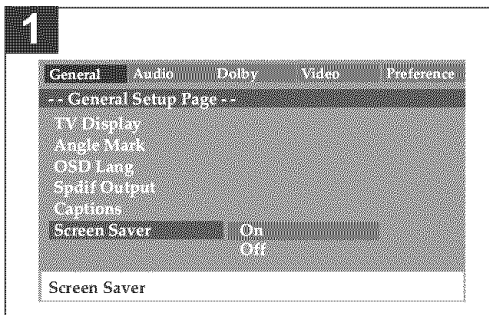 1
General Audio Dolby Video Preference
- - General Setup Page - -
TV Display
Angle Mark
OSD Lang
Spdif Output
Captions
Screen Saver On
Off
Screen Saver